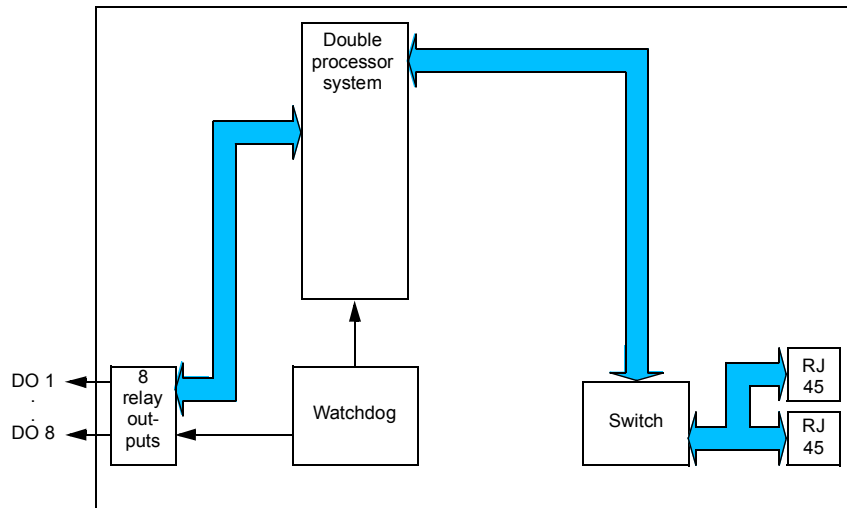 Double
processor
system
DO 1
.
.
DO 8
8
relay
out-
puts
Watchdog
Switch
RJ
45
RJ
45